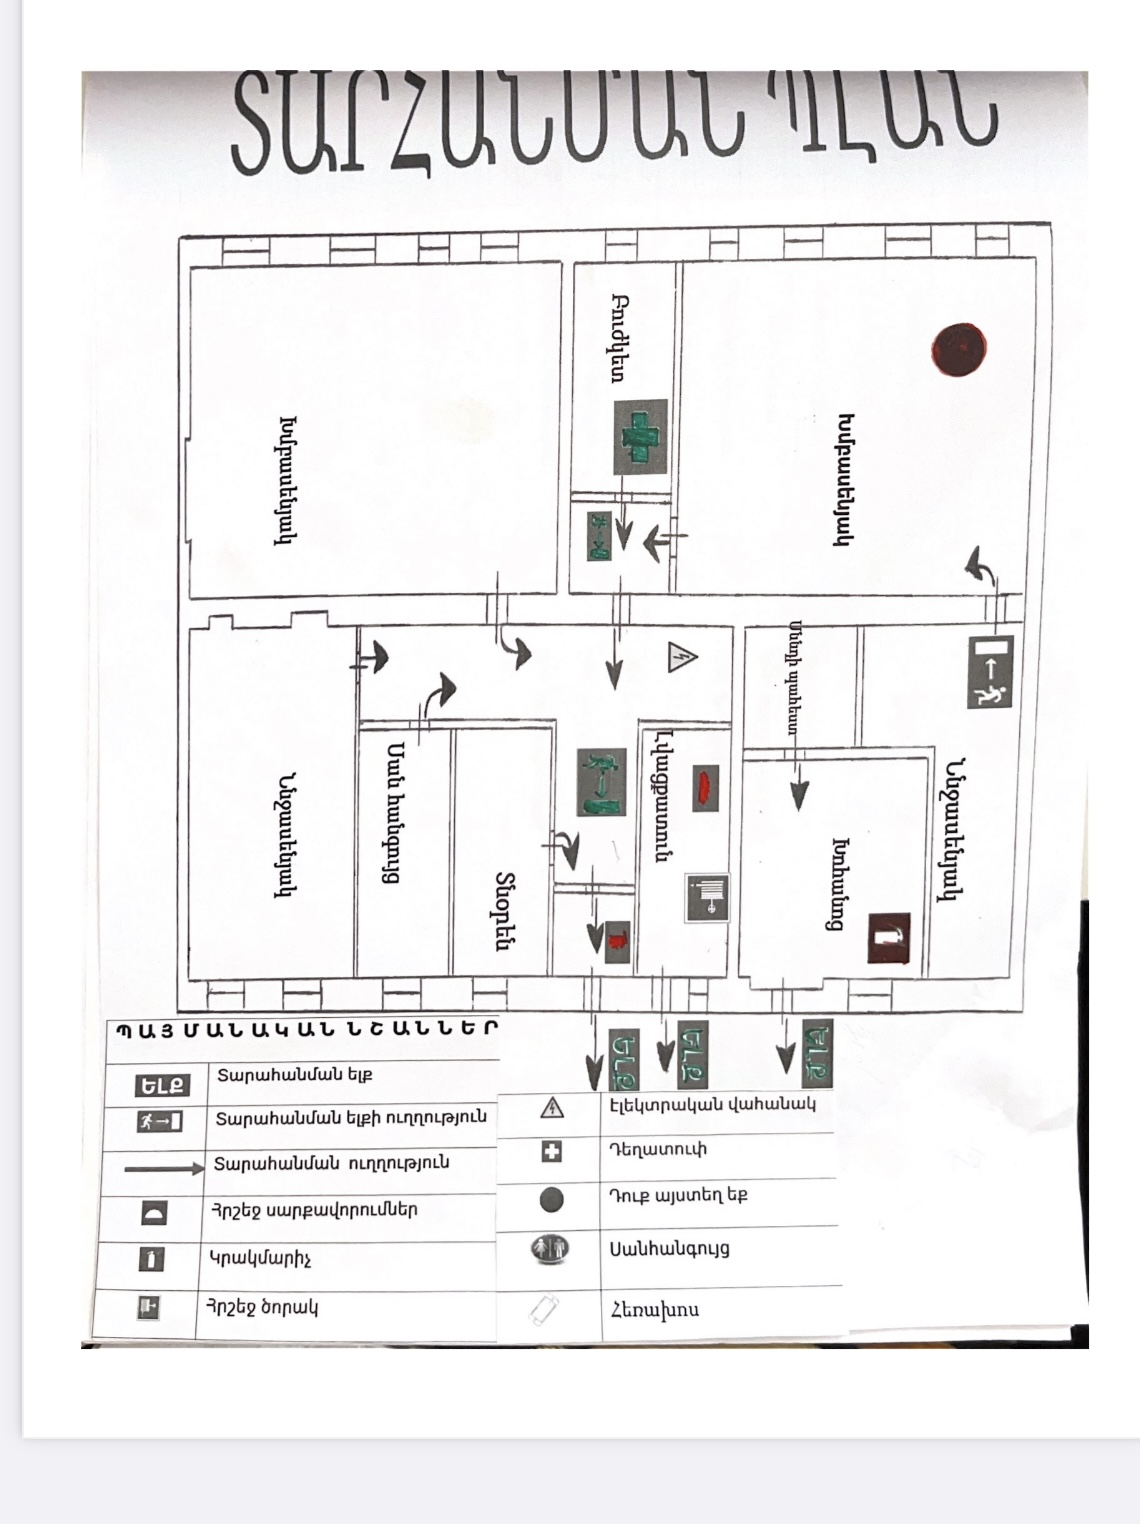 ՏԱՐՀԱՆՄԱՆ ՊԼԱՆ
Խմբասենյակ
Բուժկետ
Խմբասենյակ
Մննդի պահեստ
Ննջասենյակ
Սան հանգույց
Տնօրեն
Լվացքատուն
Խոհանոց
Ննջասենյակ
ԵԼՔ
ԵԼՔ
ԵԼՔ
ՊԱՅՄԱՆԱԿԱՆ ՆՇԱՆՆԵՐ
ԵԼՔ Տարահանման ելք
Տարահանման ելքի ուղղություն
Տարահանման ուղղություն
Հրշեջ սարքավորումներ
Կրակմարիչ
Հրշեջ ծորակ
Էլեկտրական վահանակ
Դեղատուփ
Դուք այստեղ եք
Սանհանգույց
Հեռախոս